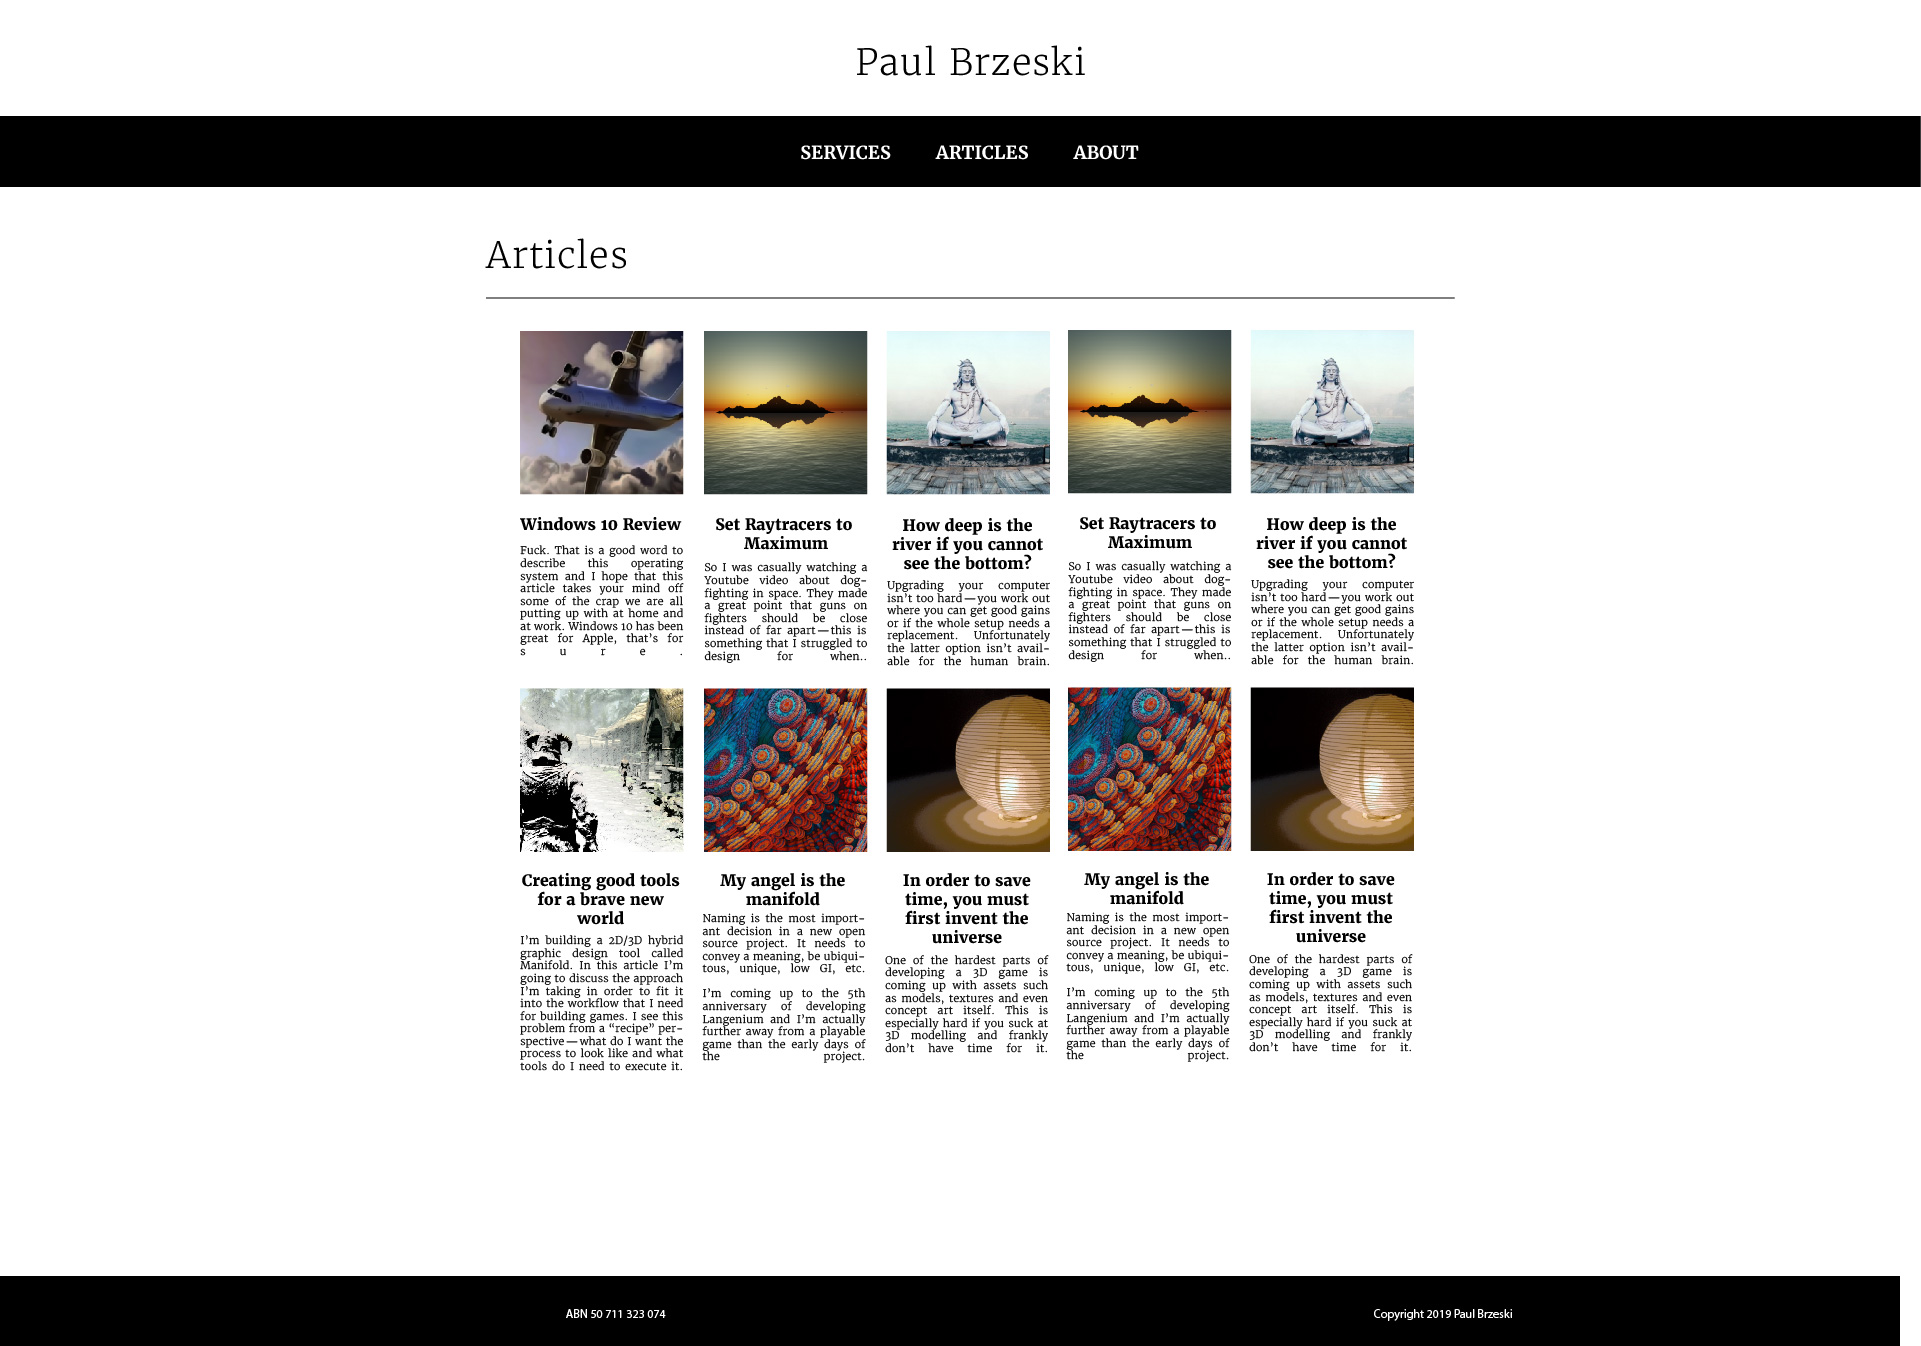 Paul Brzeski
SERVICES ARTICLES ABOUT
Articles
Windows 10 Review
Fuck. That is a good word to
describe this operating
system and I hope that this
article takes your mind off
some of the crap we are all
putting up with at home and
at work. Windows 10 has been
great for Apple, that’s for
sure.
Set Raytracers to
Maximum
So I was casually watching a
Youtube video about dog-
fighting in space. They made
a great point that guns on
fighters should be close
instead of far apart—this is
something that I struggled to
design for when..
How deep is the
river if you cannot
see the bottom?
Upgrading your computer
isn’t too hard—you work out
where you can get good gains
or if the whole setup needs a
replacement. Unfortunately
the latter option isn’t avail-
able for the human brain.
Set Raytracers to
Maximum
So I was casually watching a
Youtube video about dog-
fighting in space. They made
a great point that guns on
fighters should be close
instead of far apart—this is
something that I struggled to
design for when..
How deep is the
river if you cannot
see the bottom?
Upgrading your computer
isn’t too hard—you work out
where you can get good gains
or if the whole setup needs a
replacement. Unfortunately
the latter option isn’t avail-
able for the human brain.
Creating good tools
for a brave new
world
I’m building a 2D/3D hybrid
graphic design tool called
Manifold. In this article I’m
going to discuss the approach
I’m taking in order to fit it
into the workflow that I need
for building games. I see this
problem from a “recipe” per-
spective—what do I want the
process to look like and what
tools do I need to execute it.
My angel is the
manifold
Naming is the most import-
ant decision in a new open
source project. It needs to
convey a meaning, be ubiqui-
tous, unique, low GI, etc.
I’m coming up to the 5th
anniversary of developing
Langenium and I’m actually
further away from a playable
game than the early days of
the project.
In order to save
time, you must
first invent the
universe
One of the hardest parts of
developing a 3D game is
coming up with assets such
as models, textures and even
concept art itself. This is
especially hard if you suck at
3D modelling and frankly
don’t have time for it.
My angel is the
manifold
Naming is the most import-
ant decision in a new open
source project. It needs to
convey a meaning, be ubiqui-
tous, unique, low GI, etc.
I’m coming up to the 5th
anniversary of developing
Langenium and I’m actually
further away from a playable
game than the early days of
the project.
In order to save
time, you must
first invent the
universe
One of the hardest parts of
developing a 3D game is
coming up with assets such
as models, textures and even
concept art itself. This is
especially hard if you suck at
3D modelling and frankly
don’t have time for it.
ABN 50 711 323 074
Copyright 2019 Paul Brzeski